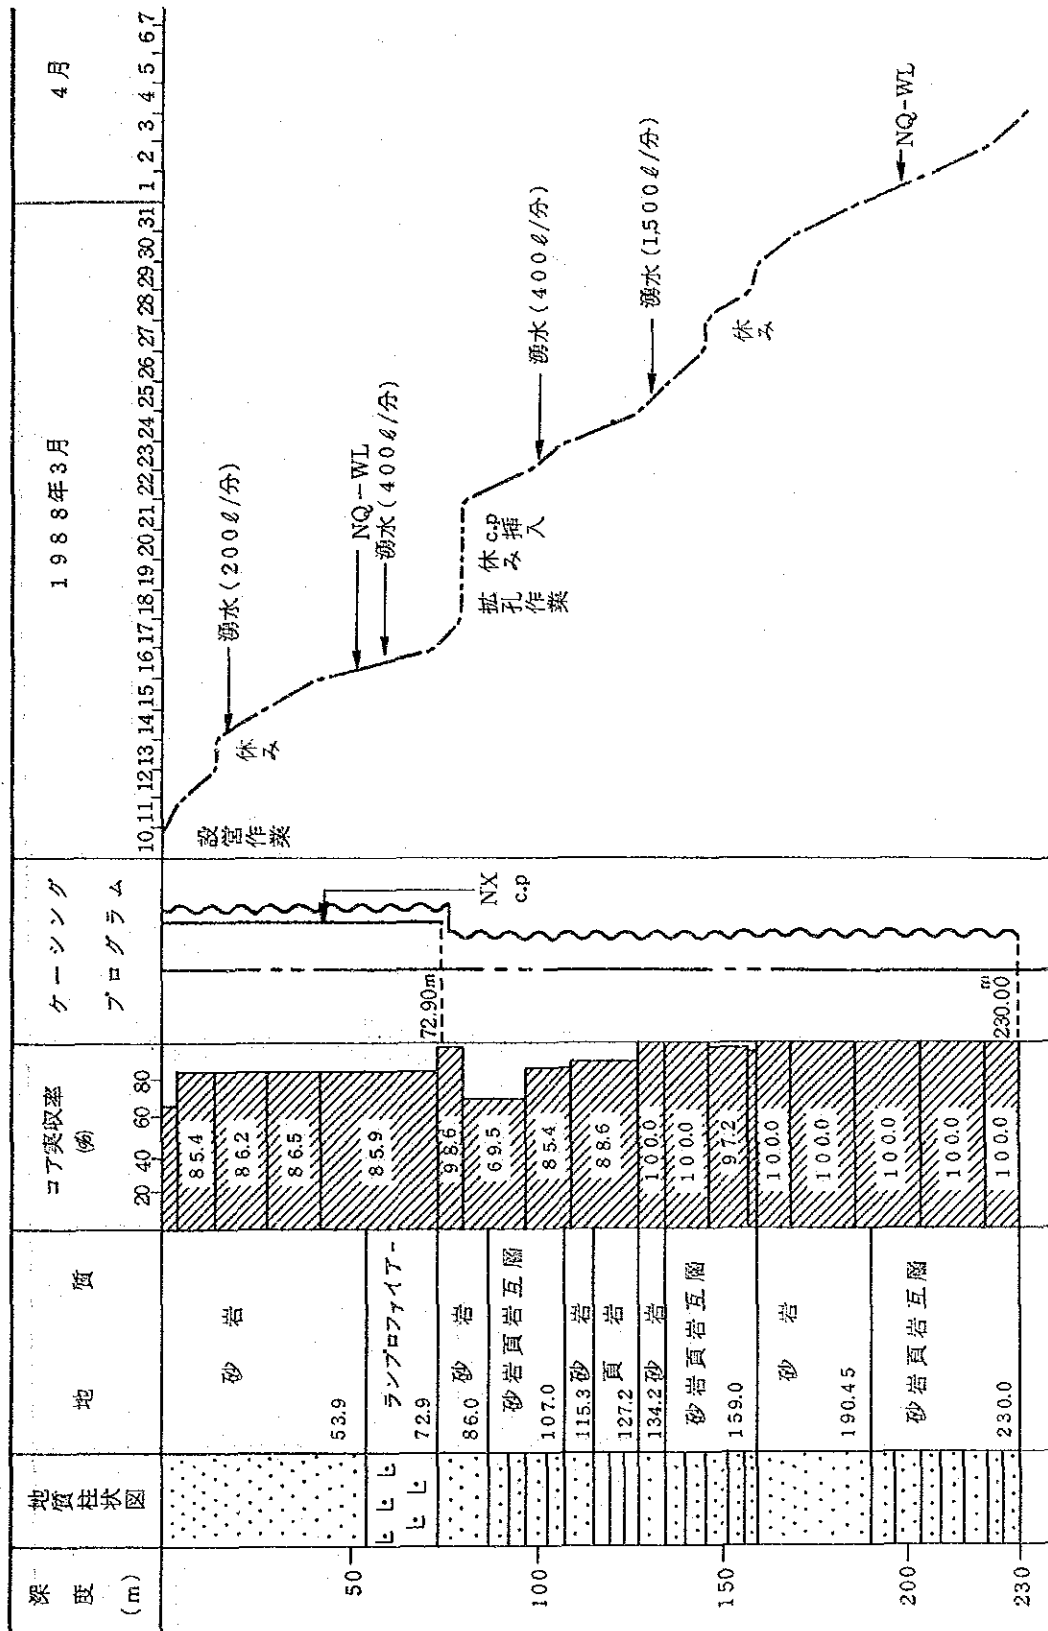 深度 (m)
地質柱状図
地質
コア実収率 (%)
20 40 60 80
ケーシングプログラム
1988年3月
4月
10 11 12 13 14 15 16 17 18 19 20 21 22 23 24 25 26 27 28 29 30 31 1 2 3 4 5 6 7
50
100
150
200
230
砂岩
53.9
ランプロファイアー
72.9
砂岩
86.0
砂岩頁岩互層
107.0
砂岩
115.3
頁岩
127.2
砂岩
134.2
砂岩頁岩互層
159.0
砂岩
190.45
砂岩頁岩互層
230.0
85.4
86.2
86.5
85.9
98.6
69.5
85.4
88.6
100.0
100.0
97.2
100.0
100.0
100.0
100.0
100.0
72.90m
NX c.p
230.00m
設営作業
休み
湧水(200ℓ/分)
NQ-WL
湧水(400ℓ/分)
拡孔作業
休み
c.p挿入
湧水(400ℓ/分)
湧水(1,500ℓ/分)
休み
NQ-WL